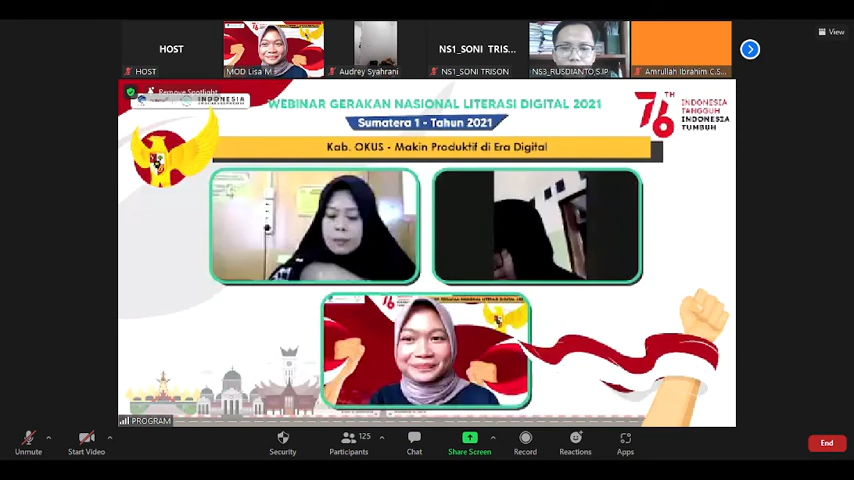 HOST
NS1_SONI TRIS...
View
HOST
MOD Lisa M
Audrey Syahrani
NS1_SONI TRISON
NS3_RUSDIANTO,S.IP
Amrullah Ibrahim C.S...
Remove Spotlight
INDONESIA
WEBINAR GERAKAN NASIONAL LITERASI DIGITAL 2021
Sumatera 1 - Tahun 2021
Kab. OKUS - Makin Produktif di Era Digital
76TH
INDONESIA
TANGGUH
INDONESIA
TUMBUH
PROGRAM
Unmute
Start Video
Security
Participants
125
Chat
Share Screen
Record
Reactions
Apps
End